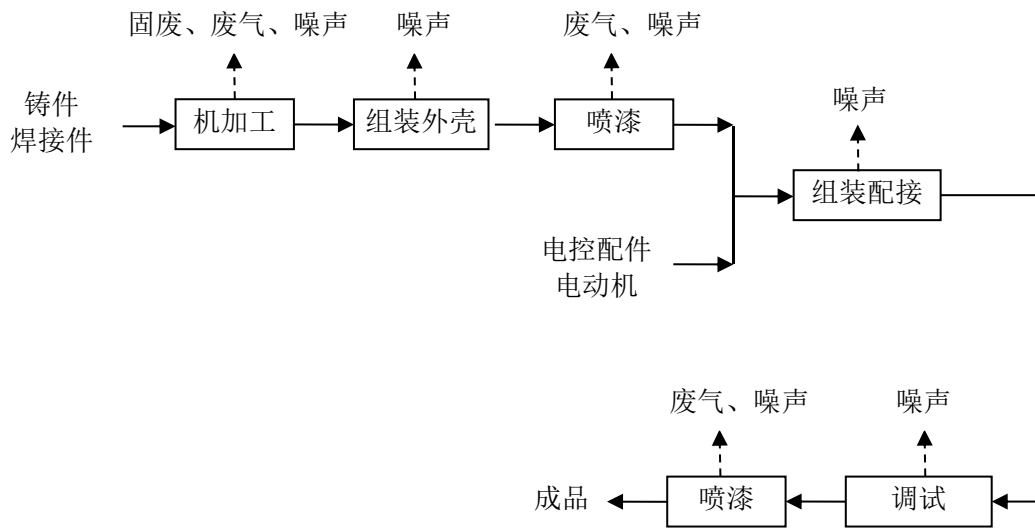 固废、废气、噪声
噪声
废气、噪声
铸件
焊接件
机加工
组装外壳
喷漆
噪声
组装配接
电控配件
电动机
废气、噪声
噪声
成品
喷漆
调试